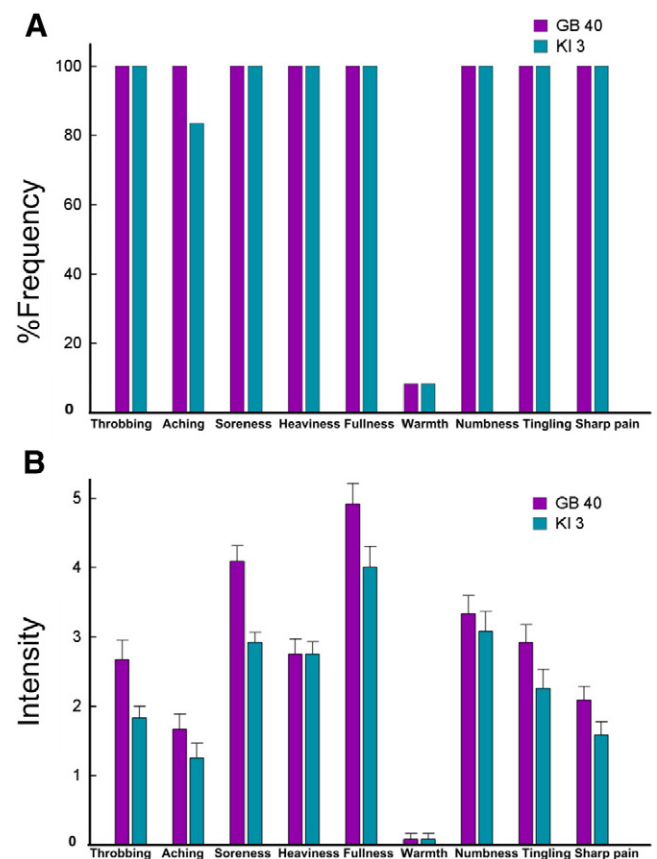 A
GB 40
KI 3
%Frequency
100
80
60
40
20
0
Throbbing Aching Soreness Heaviness Fullness Warmth Numbness Tingling Sharp pain
B
GB 40
KI 3
Intensity
5
4
3
2
1
0
Throbbing Aching Soreness Heaviness Fullness Warmth Numbness Tingling Sharp pain